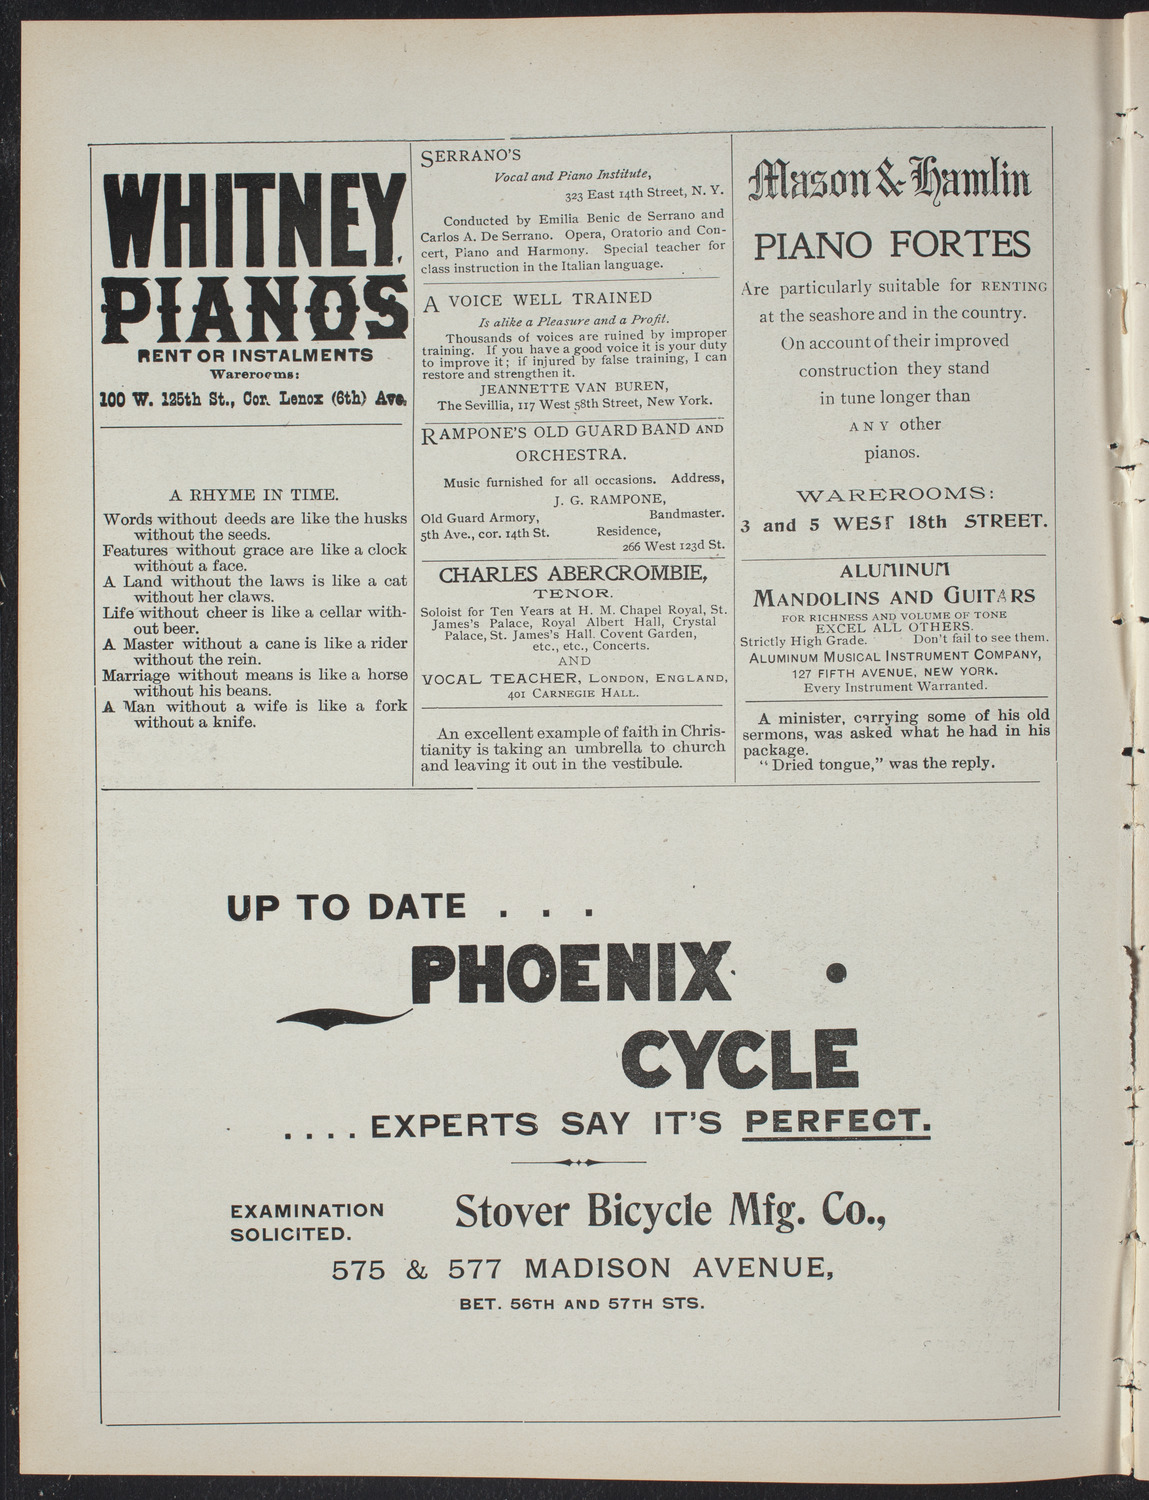 WHITNEY
PIANOS
RENT OR INSTALMENTS
Warerooms:
100 W. 125th St., Cor. Lenox (6th) Ave.
A RHYME IN TIME.
Words without deeds are like the husks
without the seeds.
Features without grace are like a clock
without a face.
A Land without the laws is like a cat
without her claws.
Life without cheer is like a cellar with-
out beer.
A Master without a cane is like a rider
without the rein.
Marriage without means is like a horse
without his beans.
A Man without a wife is like a fork
without a knife.
SERRANO'S
Vocal and Piano Institute,
323 East 14th Street, N. Y.
Conducted by Emilia Benic de Serrano and
Carlos A. De Serrano. Opera, Oratorio and Con-
cert, Piano and Harmony. Special teacher for
class instruction in the Italian language.
A VOICE WELL TRAINED
Is alike a Pleasure and a Profit.
Thousands of voices are ruined by improper
training. If you have a good voice it is your duty
to improve it; if injured by false training, I can
restore and strengthen it.
JEANNETTE VAN BUREN,
The Sevillia, 117 West 58th Street, New York.
RAMPONE'S OLD GUARD BAND AND
ORCHESTRA.
Music furnished for all occasions. Address,
J. G. RAMPONE,
Bandmaster.
Old Guard Armory,
5th Ave., cor. 14th St.
Residence,
266 West 123d St.
CHARLES ABERCROMBIE,
TENOR.
Soloist for Ten Years at H. M. Chapel Royal, St.
James's Palace, Royal Albert Hall, Crystal
Palace, St. James's Hall. Covent Garden,
etc., etc., Concerts.
AND
VOCAL TEACHER, LONDON, ENGLAND,
401 CARNEGIE HALL.
An excellent example of faith in Chris-
tianity is taking an umbrella to church
and leaving it out in the vestibule.
Mason & Hamlin
PIANO FORTES
Are particularly suitable for RENTING
at the seashore and in the country.
On account of their improved
construction they stand
in tune longer than
ANY other
pianos.
WAREROOMS:
3 and 5 WEST 18th STREET.
ALUMINUM
MANDOLINS AND GUITARS
FOR RICHNESS AND VOLUME OF TONE
EXCEL ALL OTHERS.
Strictly High Grade. Don't fail to see them.
ALUMINUM MUSICAL INSTRUMENT COMPANY,
127 FIFTH AVENUE, NEW YORK.
Every Instrument Warranted.
A minister, carrying some of his old
sermons, was asked what he had in his
package.
"Dried tongue," was the reply.
UP TO DATE . . .
PHOENIX
CYCLE
. . . . EXPERTS SAY IT'S PERFECT.
EXAMINATION
SOLICITED.
Stover Bicycle Mfg. Co.,
575 & 577 MADISON AVENUE,
BET. 56TH AND 57TH STS.